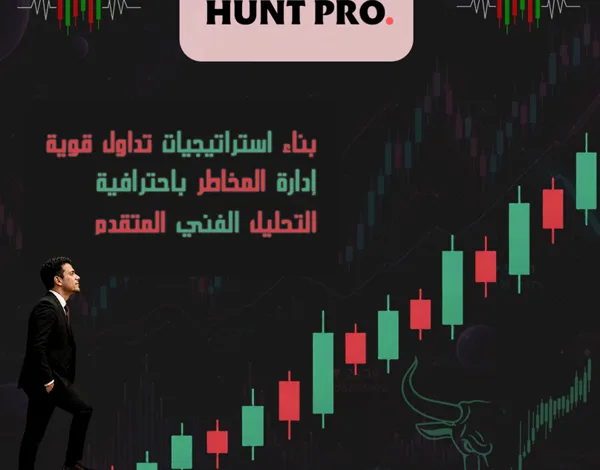 HUNT PRO.
بناء استراتيجيات تداول قوية
إدارة المخاطر باحترافية
التحليل الفني المتقدم